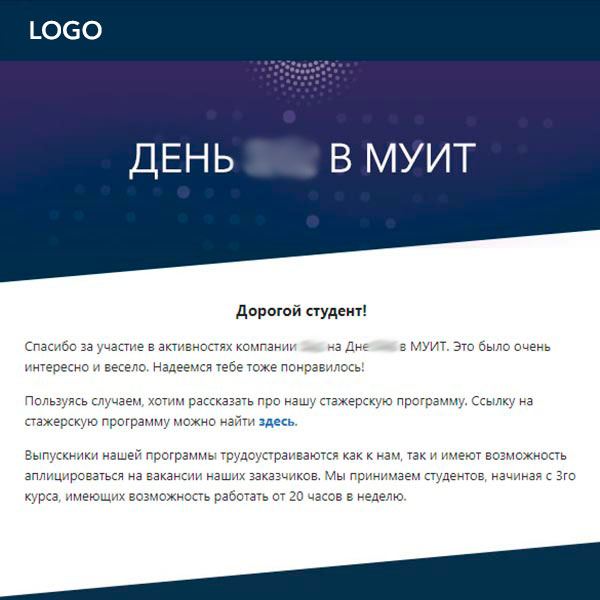 LOGO
ДЕНЬ В МУИТ
Дорогой студент!
Спасибо за участие в активностях компании на Дне в МУИТ. Это было очень
интересно и весело. Надеемся тебе тоже понравилось!
Пользуясь случаем, хотим рассказать про нашу стажерскую программу. Ссылку на
стажерскую программу можно найти здесь.
Выпускники нашей программы трудоустраиваются как к нам, так и имеют возможность
аплицироваться на вакансии наших заказчиков. Мы принимаем студентов, начиная с 3го
курса, имеющих возможность работать от 20 часов в неделю.